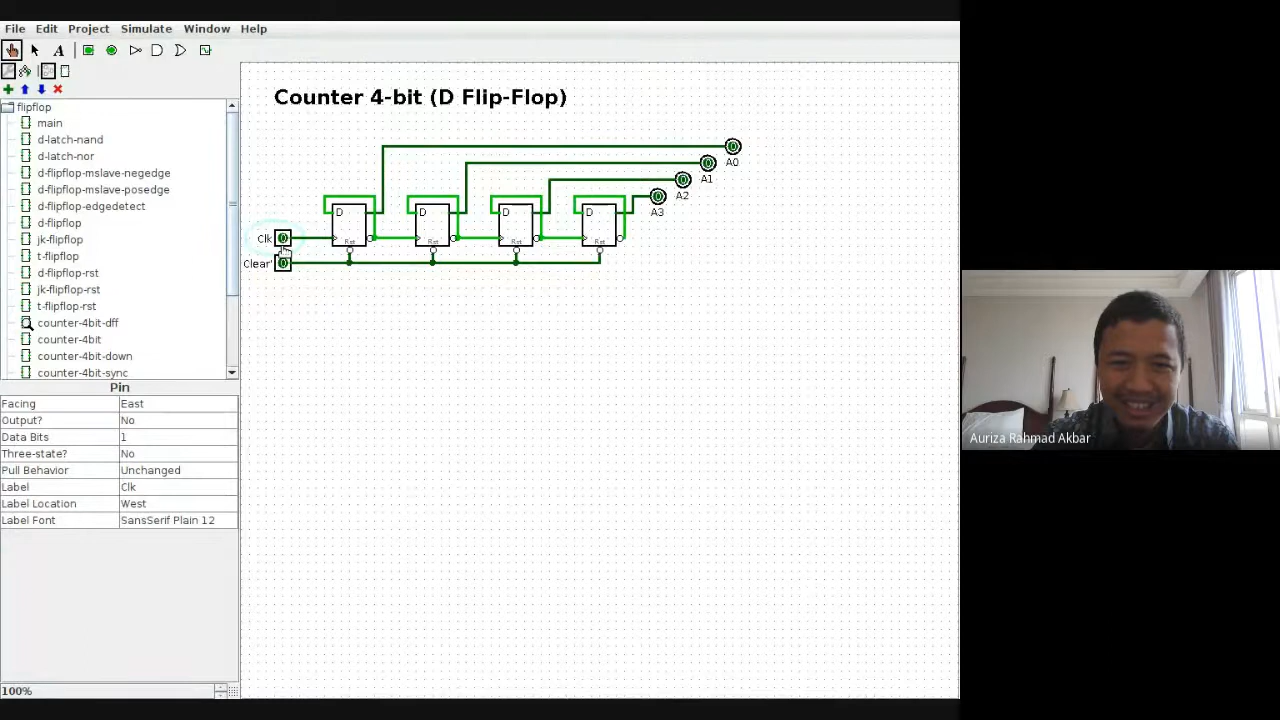 File Edit Project Simulate Window Help
A
flipflop
main
d-latch-nand
d-latch-nor
d-flipflop-mslave-negedge
d-flipflop-mslave-posedge
d-flipflop-edgedetect
d-flipflop
jk-flipflop
t-flipflop
d-flipflop-rst
jk-flipflop-rst
t-flipflop-rst
counter-4bit-dff
counter-4bit
counter-4bit-down
counter-4bit-sync
Pin
Facing East
Output? No
Data Bits 1
Three-state? No
Pull Behavior Unchanged
Label Clk
Label Location West
Label Font SansSerif Plain 12
100%
Counter 4-bit (D Flip-Flop)
A0
A1
A2
A3
D D D D
Clk
Rst Rst Rst Rst
Clear'
Auriza Rahmad Akbar